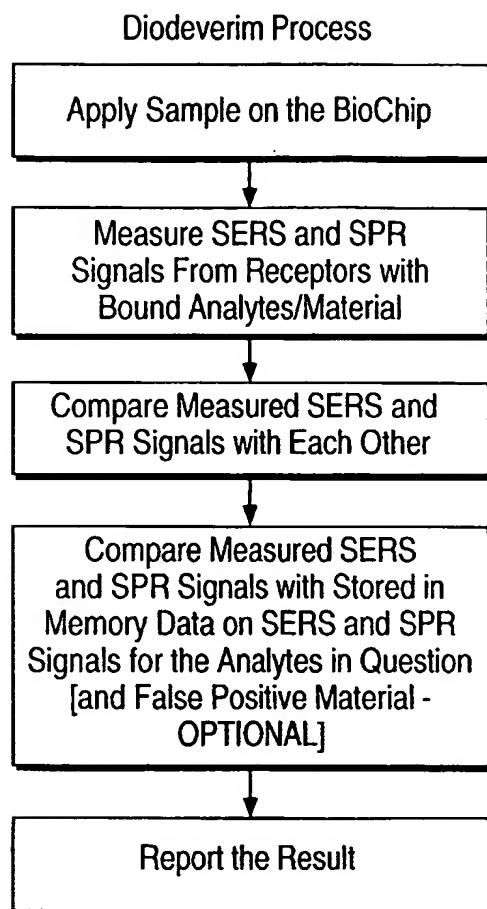 Diodeverim Process
Apply Sample on the BioChip
Measure SERS and SPR
Signals From Receptors with
Bound Analytes/Material
Compare Measured SERS and
SPR Signals with Each Other
Compare Measured SERS
and SPR Signals with Stored in
Memory Data on SERS and SPR
Signals for the Analytes in Question
[and False Positive Material -
OPTIONAL]
Report the Result